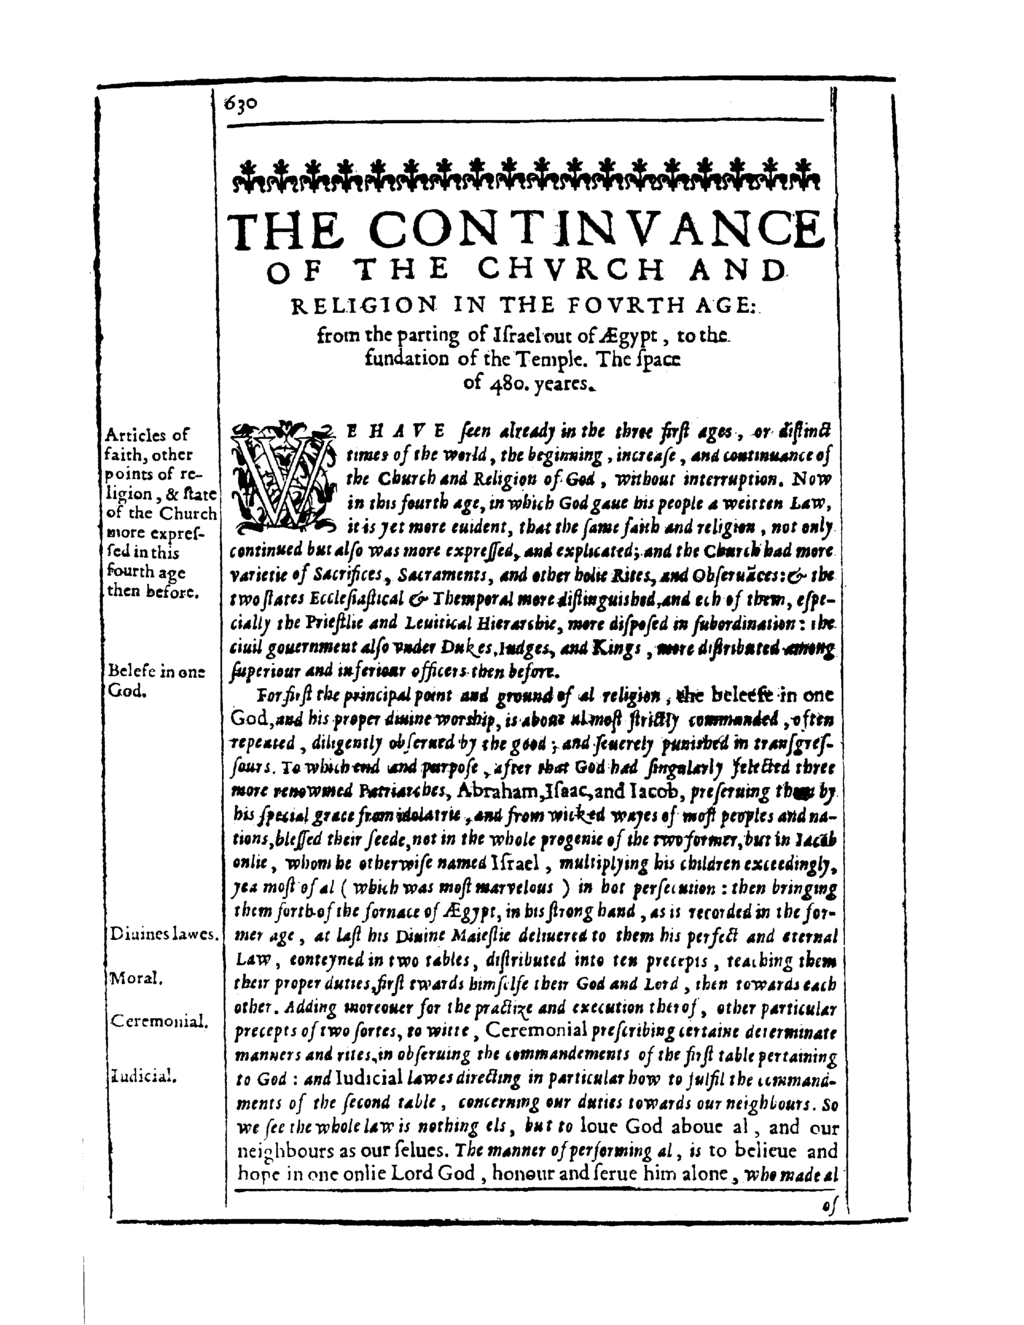 630
THE CONTINVANCE
OF THE CHVRCH AND
RELIGION IN THE FOVRTH AGE:
from the parting of Iſrael out of Ægypt, to the
fundation of the Temple. The ſpace
of 480. yeares.
Articles of
faith, other
points of re-
ligion, & ſtate
of the Church
more expreſ-
ſed in this
fourth age
then before.
WE HAVE ſeen already in the three firſt ages, or diſtinct
times of the world, the beginning, increaſe, and continuance of
the Church and Religion of God, without interruption. Now
in this fourth age, in which God gaue his people a written Law,
it is yet more euident, that the ſame faith and religion, not only
continued but alſo was more expreſſed, and explicated; and the Church had more
varietie of Sacrifices, Sacraments, and other holie Rites, and Obſeruāces: & the
two ſtates Eccleſiaſtical & Themporal more diſtinguished, and ech of them, eſpe-
cially the Prieſtlie and Leuitical Hierarchie, more diſpoſed in ſubordination: the
ciuil gouernment alſo vnder Dukes, Iudges, and Kings, more diſtributed among
ſuperiour and inferiour officers then before.
Beleſe in one
God.
For firſt the principal point and ground of al religion, the beleeſe in one
God, and his proper diuine worship, is aboue al moſt ſtrictly commanded, often
repeated, diligently obſerued by the good; and ſeuerely punished in tranſgreſ-
ſours. To which end and purpoſe, after that God had ſingularly ſelected three
more renowmed Patriarches, Abraham, Iſaac, and Iacob, preſeruing them by
his ſpecial grace from idolatrie, and from wicked wayes of moſt peoples and na-
tions, bleſſed their ſeede, not in the whole progenie of the two former, but in Iacob
onlie, whom he otherwiſe named Iſrael, multiplying his children exceedingly,
yea moſt of al ( which was moſt marvelous ) in hot perſecution: then bringing
them forth of the fornace of Ægypt, in his ſtrong hand, as is recorded in the for-
Diuines lawes.
mer age, at laſt his Diuine Maieſtie deliuered to them his perfect and eternal
Law, conteyned in two tables, diſtributed into ten precepts, teaching them
Moral.
their proper duties, firſt towards himſelfe their God and Lord, then towards each
other. Adding moreouer for the practize and execution therof, other particular
Ceremonial.
precepts of two ſortes, to witte, Ceremonial preſcribing certaine determinate
manners and rites, in obſeruing the commandements of the firſt table pertaining
Iudicial.
to God: and Iudicial lawes directing in particular how to fulfil the command-
ments of the ſecond table, concerning our duties towards our neighbours. So
we ſee the whole law is nothing els, but to loue God aboue al, and our
neighbours as our ſelues. The manner of performing al, is to belieue and
hope in one onlie Lord God, honour and ſerue him alone, who made al
of